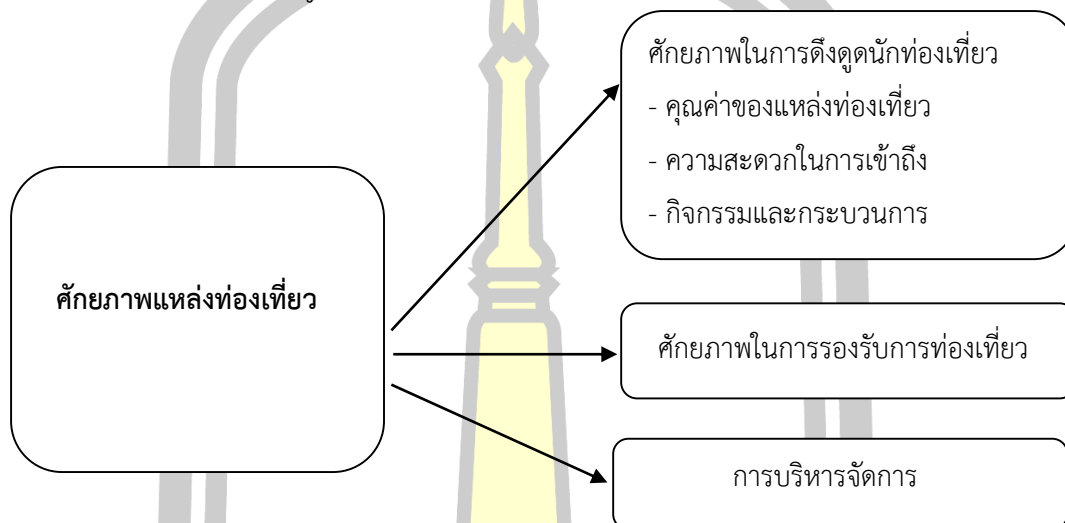 ศักยภาพในการดึงดูดนักท่องเที่ยว
- คุณค่าของแหล่งท่องเที่ยว
- ความสะดวกในการเข้าถึง
- กิจกรรมและกระบวนการ
ศักยภาพแหล่งท่องเที่ยว
ศักยภาพในการรองรับการท่องเที่ยว
การบริหารจัดการ